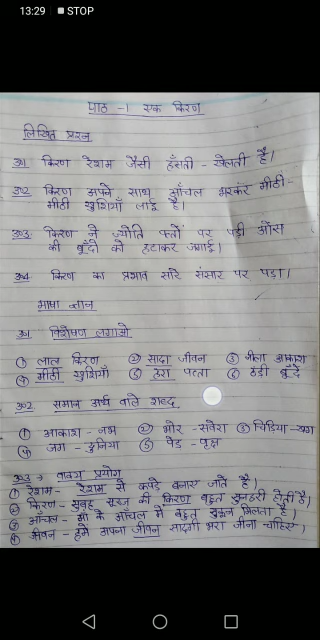 13:29 STOP
पाठ -1 एक किरण
लिखित प्रश्न
उ1 किरण रेशम जैसी हँसती - खेलती है।
उ2 किरण अपने साथ आँचल भरकर मीठी-
मीठी खुशियाँ लाई है।
उ3 किरण ने ज्योति पत्तों पर पड़ी ओस
की बूँदों को हटाकर जगाई।
उ4 किरण का प्रभाव सारे संसार पर पड़ा।
भाषा ज्ञान
उ1 विशेषण लगाओ
① लाल किरण ② सादा जीवन ③ नीला आकाश
④ मीठी खुशियाँ ⑤ हरा पत्ता ⑥ ठंडी बूँदें
उ2 समान अर्थ वाले शब्द
① आकाश - नभ ② भोर - सवेरा ③ चिड़िया - खग
④ जग - दुनिया ⑤ पेड - वृक्ष
उ3 → वाक्य प्रयोग
① रेशम - रेशम से कपडे बनाए जाते है।
② किरण - सुबह सूरज की किरण बहुत सुनहरी होती है।
③ आँचल - माँ के आँचल में बहुत सुकून मिलता है।
④ जीवन - हमे अपना जीवन सादगी भरा जीना चाहिए।